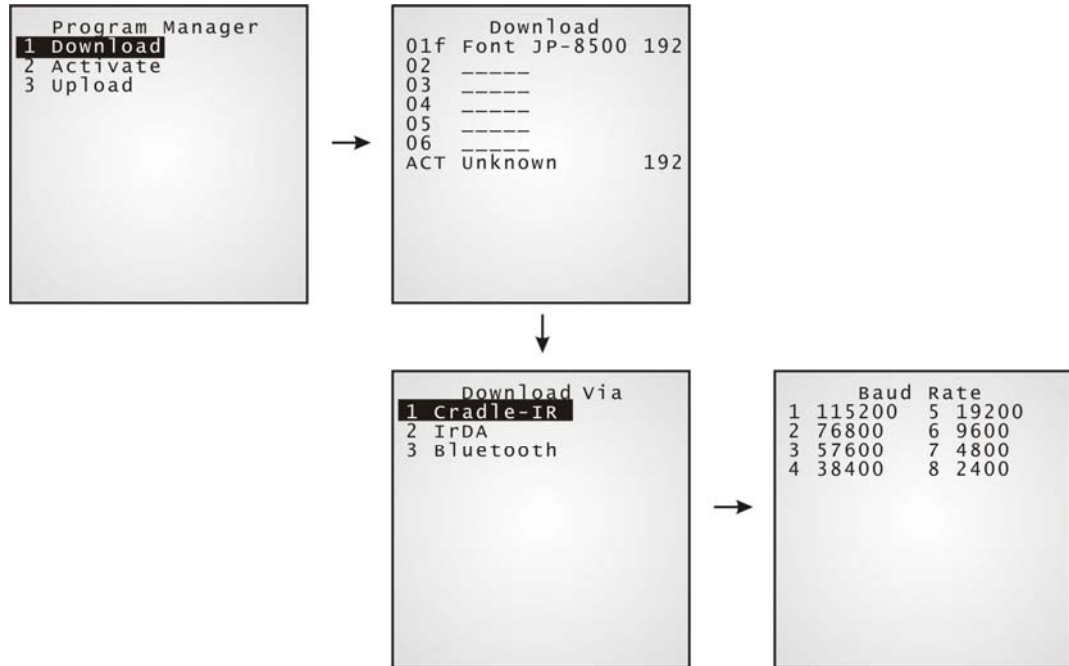 Program Manager
1 Download
2 Activate
3 Upload
Download
01f Font JP-8500 192
02 _____
03 _____
04 _____
05 _____
06 _____
ACT Unknown 192
Download Via
1 Cradle-IR
2 IrDA
3 Bluetooth
Baud Rate
1 115200 5 19200
2 76800 6 9600
3 57600 7 4800
4 38400 8 2400